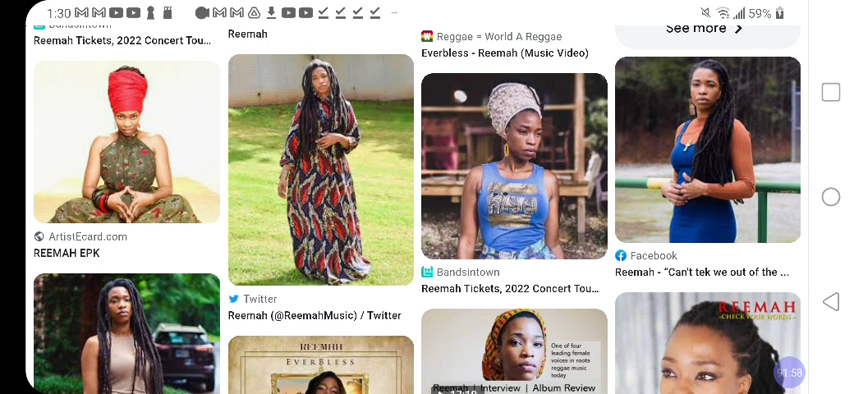 1:30
59%
Bandsintown
Reemah Tickets, 2022 Concert Tou...
Reemah
Reggae = World A Reggae
Everbless - Reemah (Music Video)
See more
ArtistEcard.com
REEMAH EPK
Twitter
Reemah (@ReemahMusic) / Twitter
Bandsintown
Reemah Tickets, 2022 Concert Tou...
Facebook
Reemah - “Can't tek we out of the ...
REEMAH
EVERBLESS
One of four
leading female
voices in roots
reggae music
today
Reemah | Interview | Album Review
REEMAH
-CHECK YOUR WORDS-
91:58